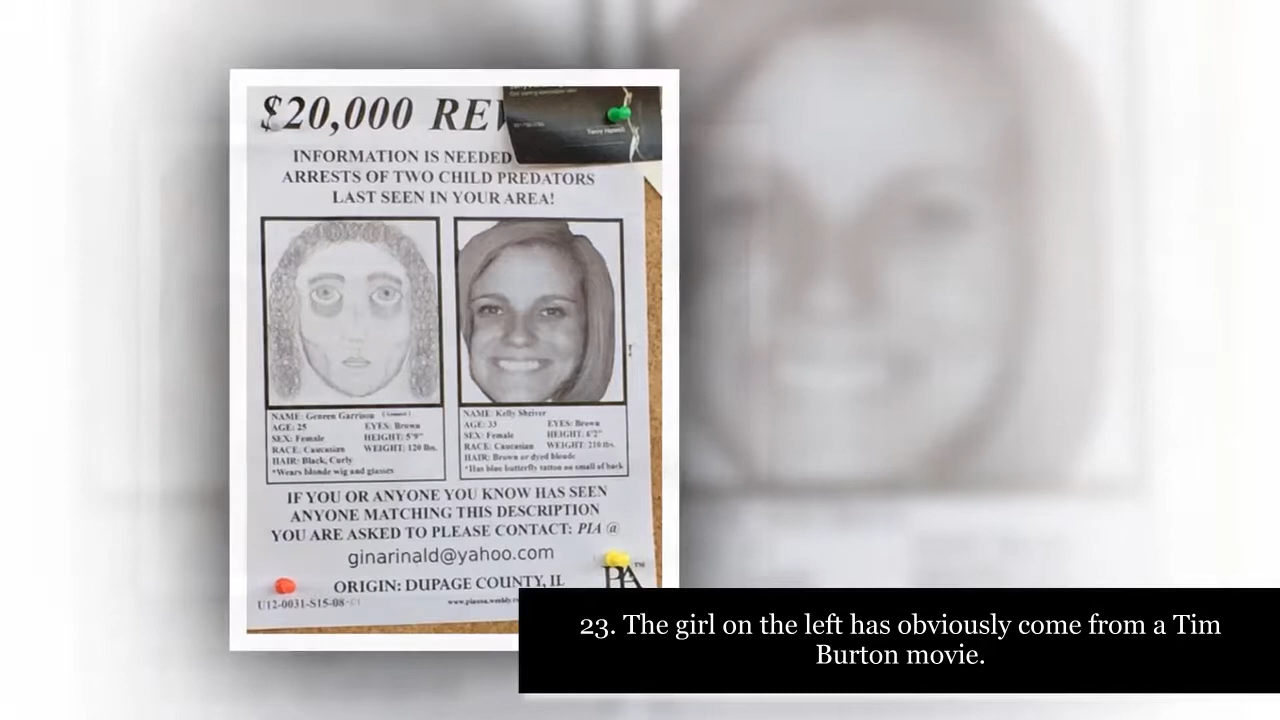 $20,000 REW
INFORMATION IS NEEDED
ARRESTS OF TWO CHILD PREDATORS
LAST SEEN IN YOUR AREA!
NAME: Geneen Garrison
AGE: 25 EYES: Brown
SEX: Female HEIGHT: 5'9"
RACE: Caucasian WEIGHT: 120 lbs.
HAIR: Black, Curly
*Wears blonde wig and glasses
NAME: Kelly Shriver
AGE: 33 EYES: Brown
SEX: Female HEIGHT: 6'2"
RACE: Caucasian WEIGHT: 210 lbs.
HAIR: Brown or dyed blonde
*Has blue butterfly tattoo on small of back
IF YOU OR ANYONE YOU KNOW HAS SEEN
ANYONE MATCHING THIS DESCRIPTION
YOU ARE ASKED TO PLEASE CONTACT: PIA @
ginarinald@yahoo.com
ORIGIN: DUPAGE COUNTY, IL
PIA™
U12-0031-S15-08
23. The girl on the left has obviously come from a Tim
Burton movie.